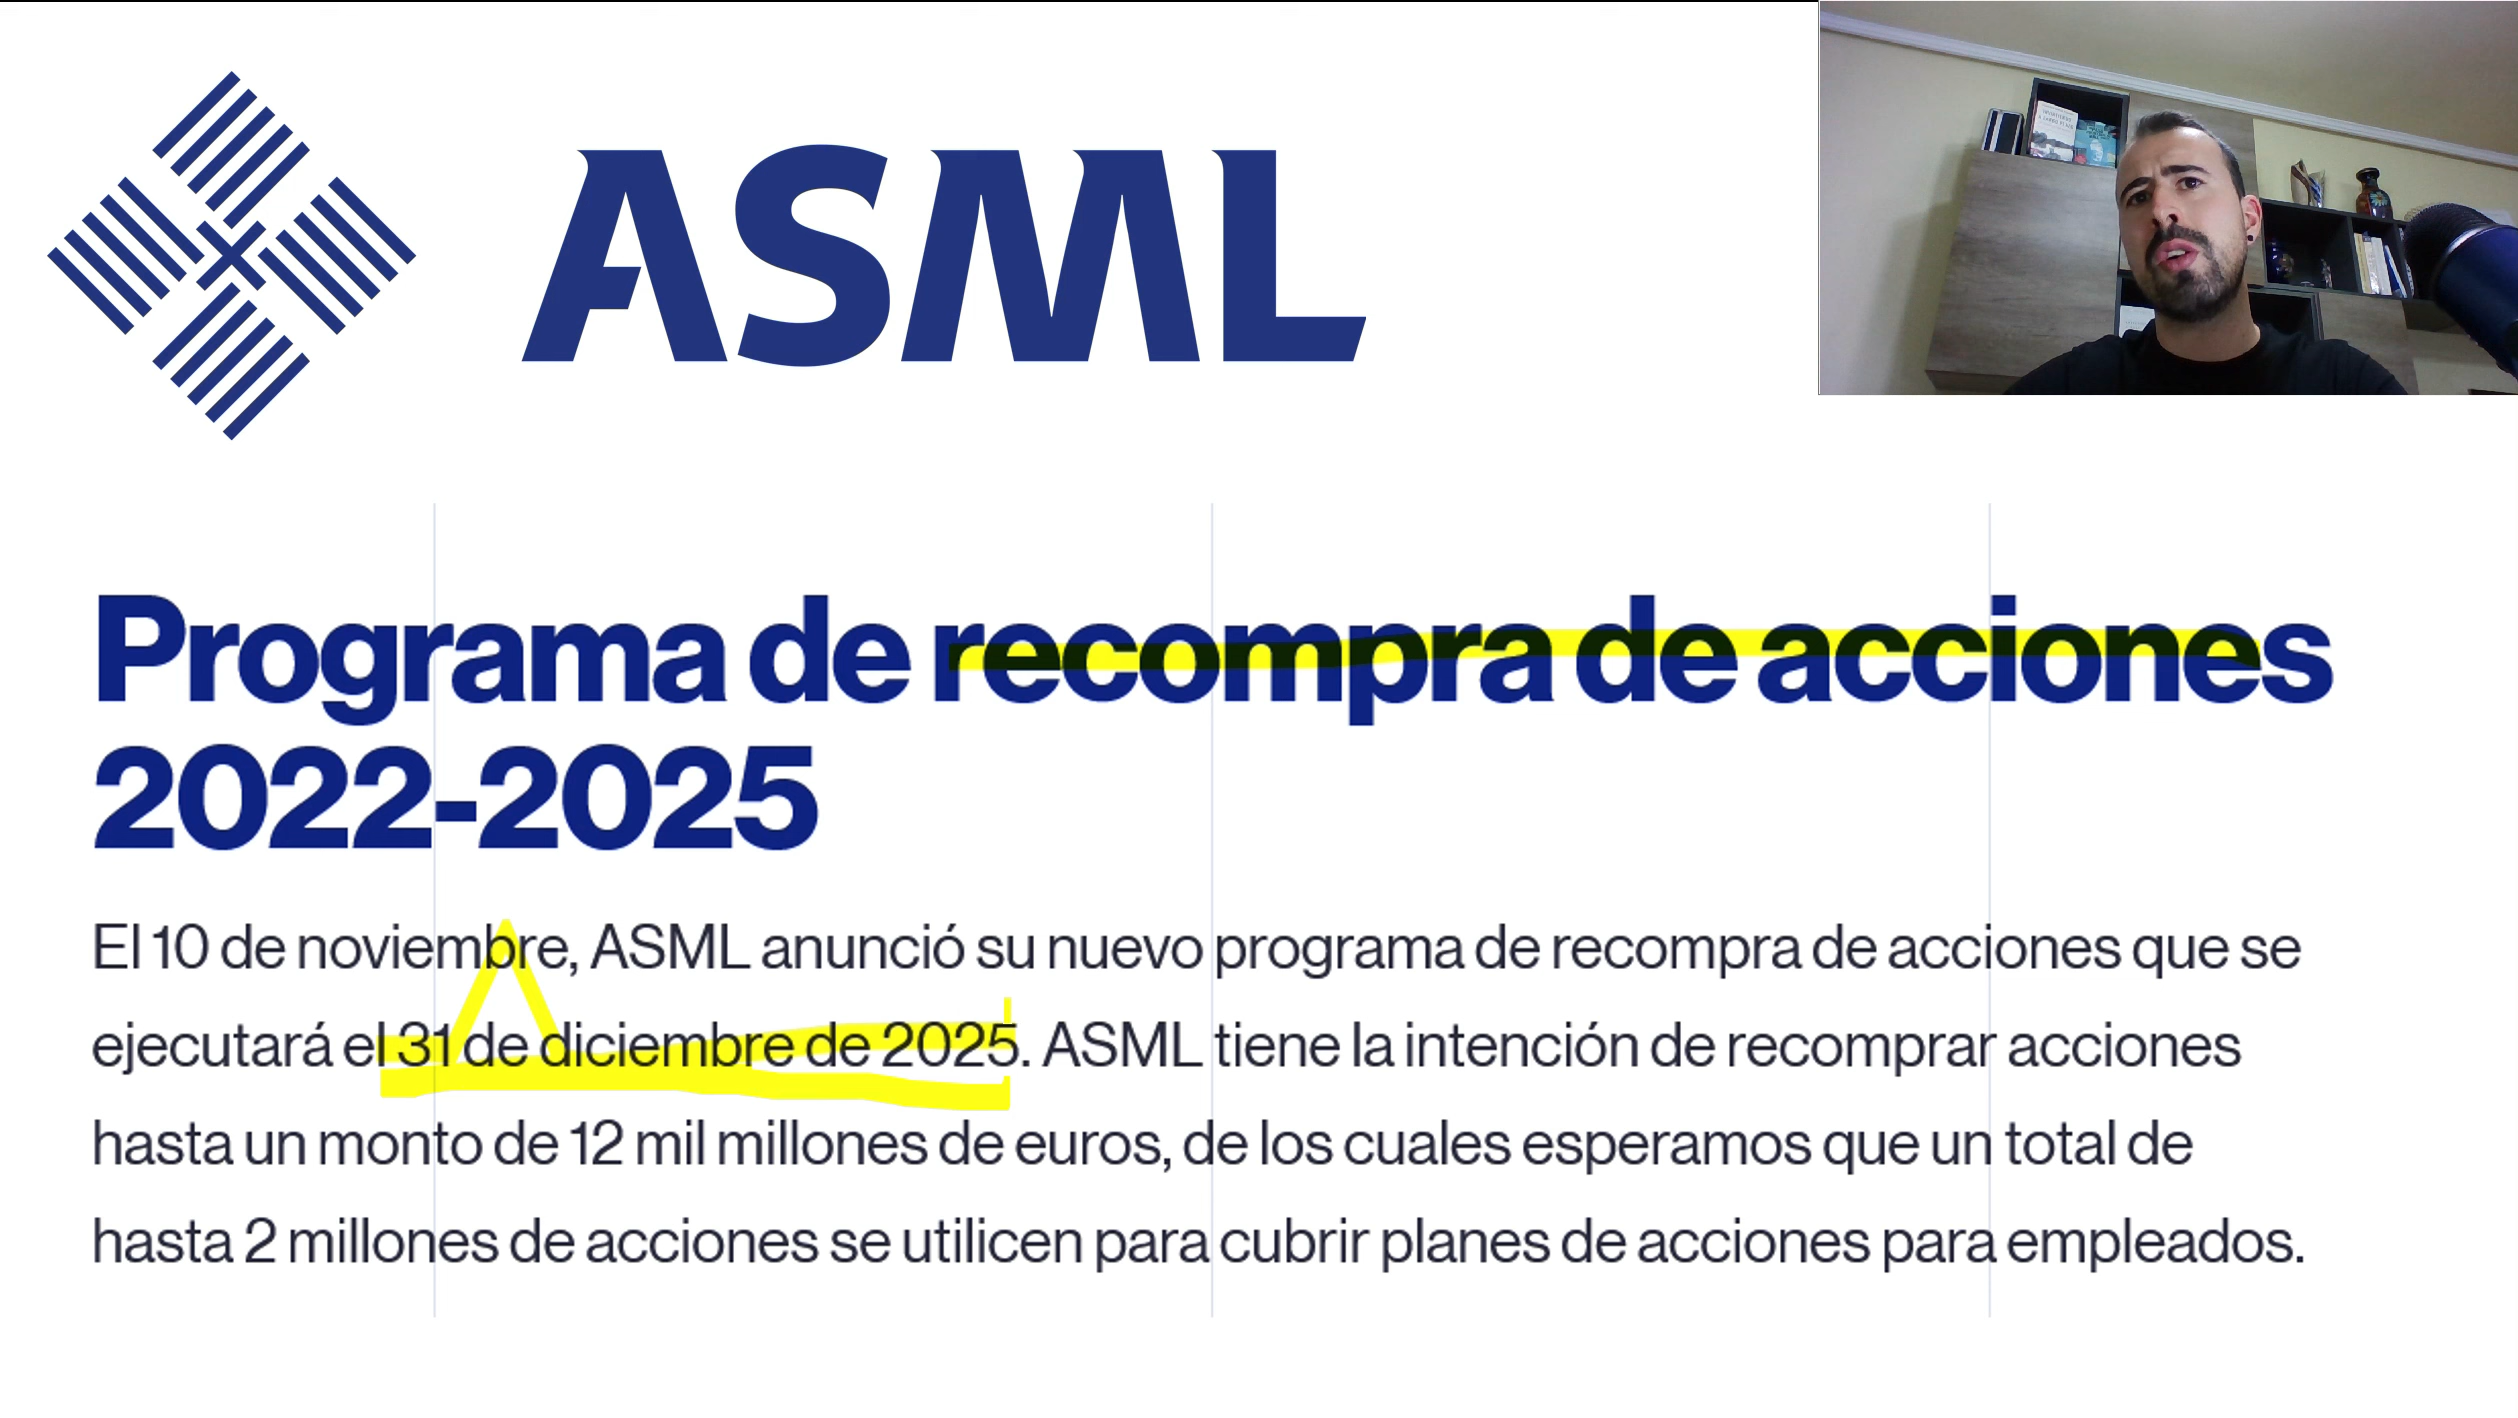 ASML
Programa de recompra de acciones
2022-2025
El 10 de noviembre, ASML anunció su nuevo programa de recompra de acciones que se
ejecutará el 31 de diciembre de 2025. ASML tiene la intención de recomprar acciones
hasta un monto de 12 mil millones de euros, de los cuales esperamos que un total de
hasta 2 millones de acciones se utilicen para cubrir planes de acciones para empleados.